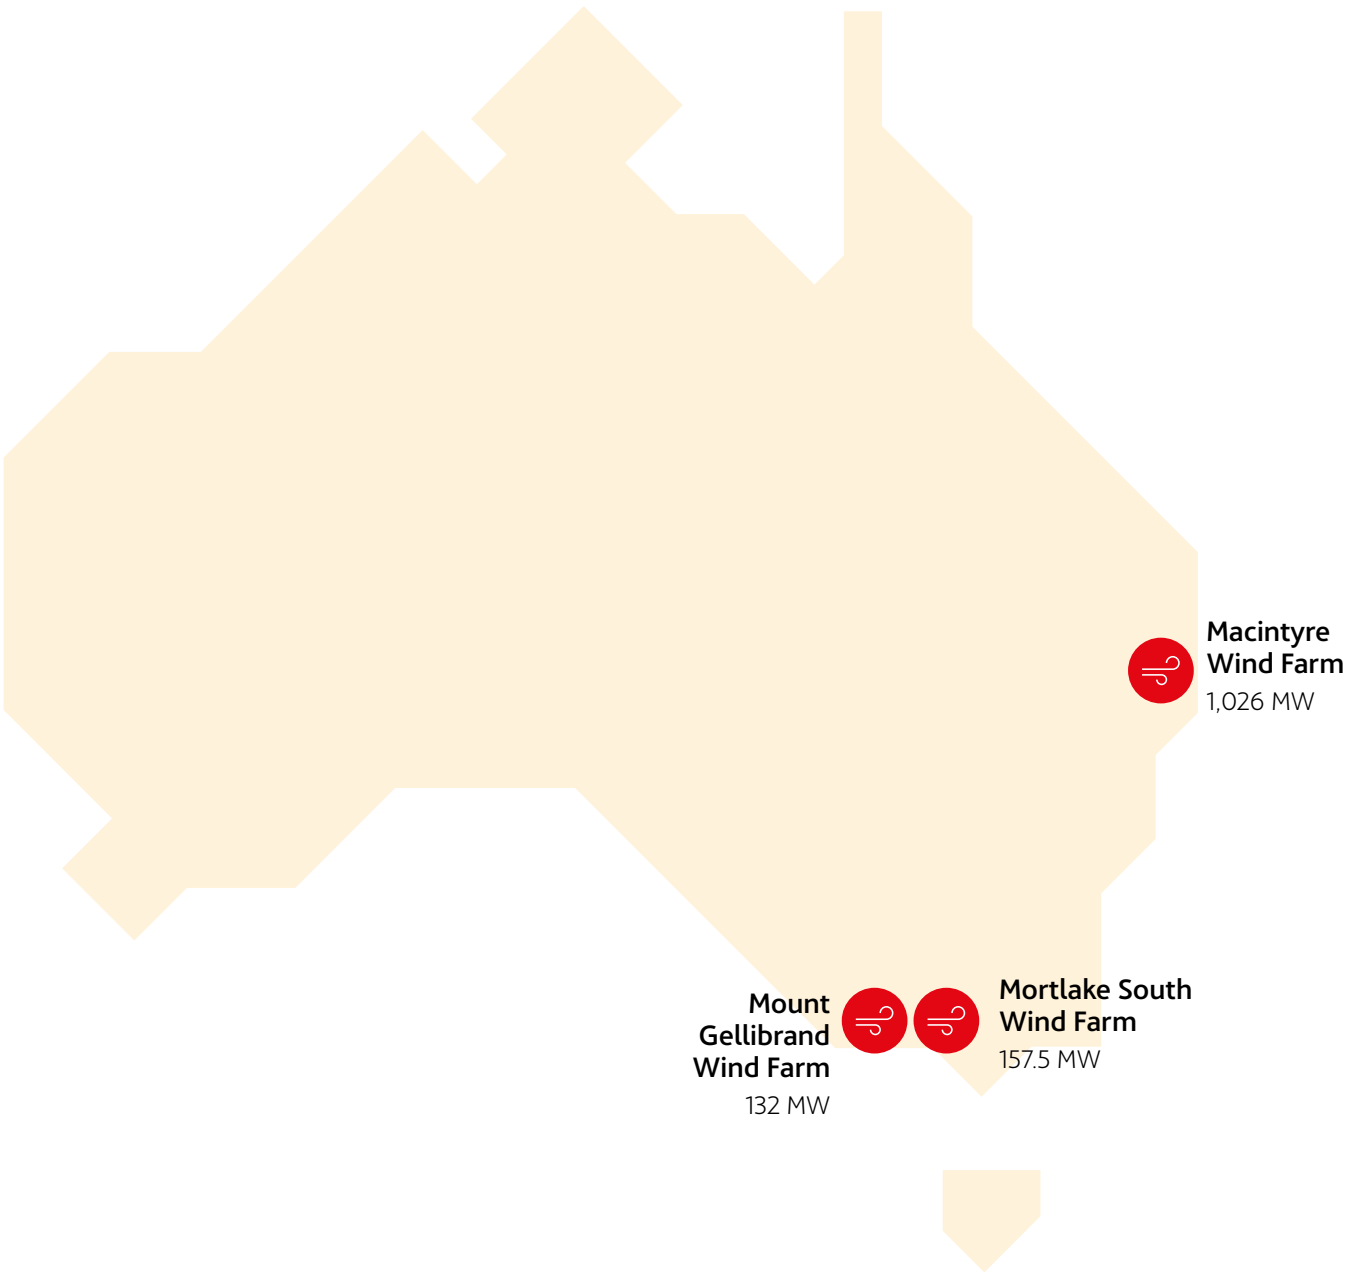 Macintyre
Wind Farm
1,026 MW
Mount
Gellibrand
Wind Farm
132 MW
Mortlake South
Wind Farm
157.5 MW